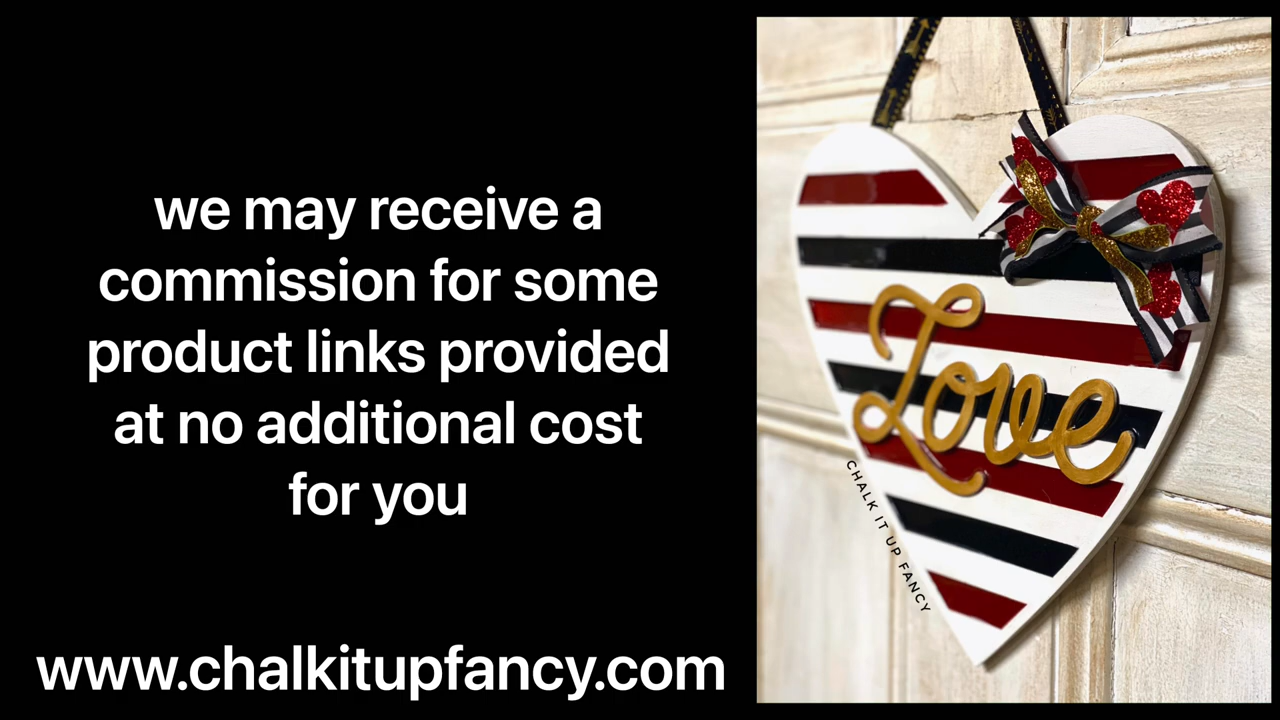 we may receive a
commission for some
product links provided
at no additional cost
for you
www.chalkitupfancy.com
Love
CHALK IT UP FANCY